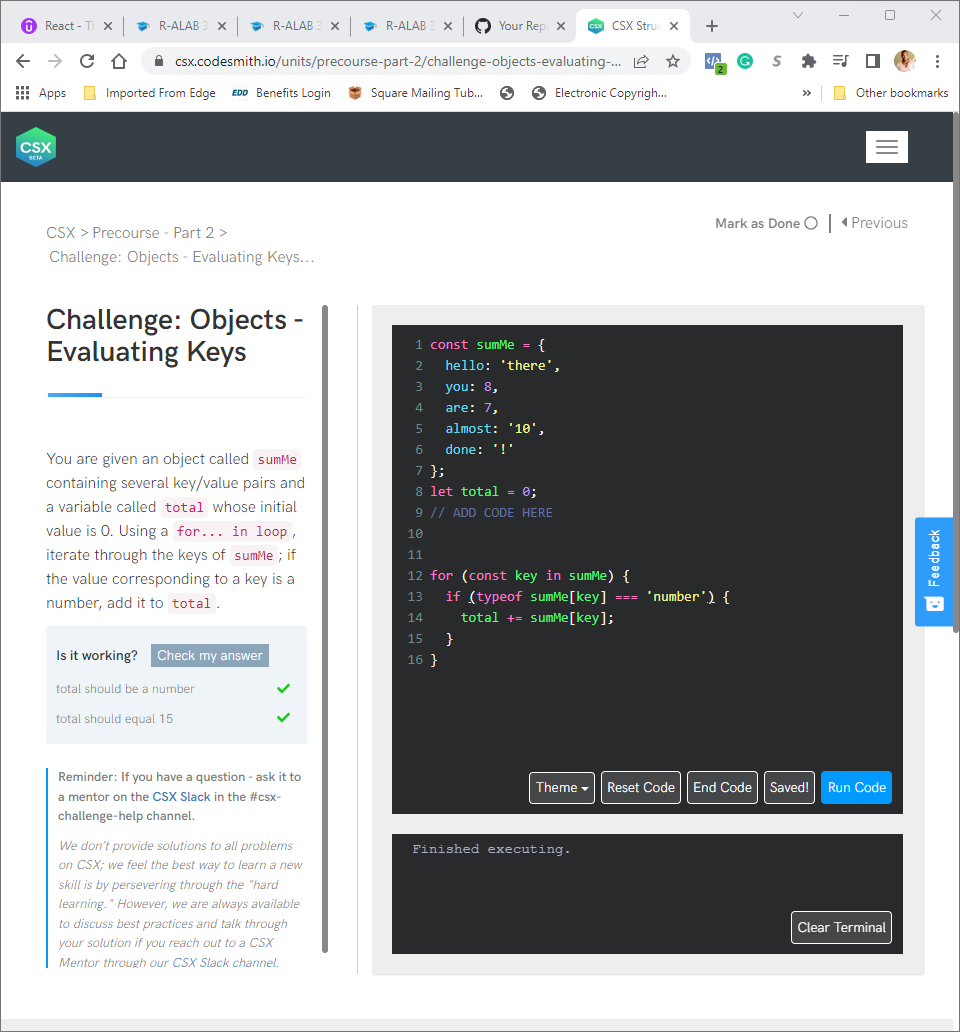 React - Th
R-ALAB 3
R-ALAB 3
R-ALAB 3
Your Rep
CSX Struc
csx.codesmith.io/units/precourse-part-2/challenge-objects-evaluating-...
2
Apps
Imported From Edge
EDD Benefits Login
Square Mailing Tub...
Electronic Copyrigh...
»
Other bookmarks
CSX
BETA
Mark as Done
Previous
CSX > Precourse - Part 2 >
Challenge: Objects - Evaluating Keys...
Challenge: Objects -
Evaluating Keys
You are given an object called sumMe
containing several key/value pairs and
a variable called total whose initial
value is 0. Using a for... in loop,
iterate through the keys of sumMe; if
the value corresponding to a key is a
number, add it to total.
Is it working? Check my answer
total should be a number
total should equal 15
Reminder: If you have a question - ask it to
a mentor on the CSX Slack in the #csx-
challenge-help channel.
We don't provide solutions to all problems
on CSX; we feel the best way to learn a new
skill is by persevering through the "hard
learning." However, we are always available
to discuss best practices and talk through
your solution if you reach out to a CSX
Mentor through our CSX Slack channel.
1 const sumMe = {
2   hello: 'there',
3   you: 8,
4   are: 7,
5   almost: '10',
6   done: '!'
7 };
8 let total = 0;
9 // ADD CODE HERE
10
11
12 for (const key in sumMe) {
13   if (typeof sumMe[key] === 'number') {
14     total += sumMe[key];
15   }
16 }
Theme
Reset Code
End Code
Saved!
Run Code
Finished executing.
Clear Terminal
Feedback